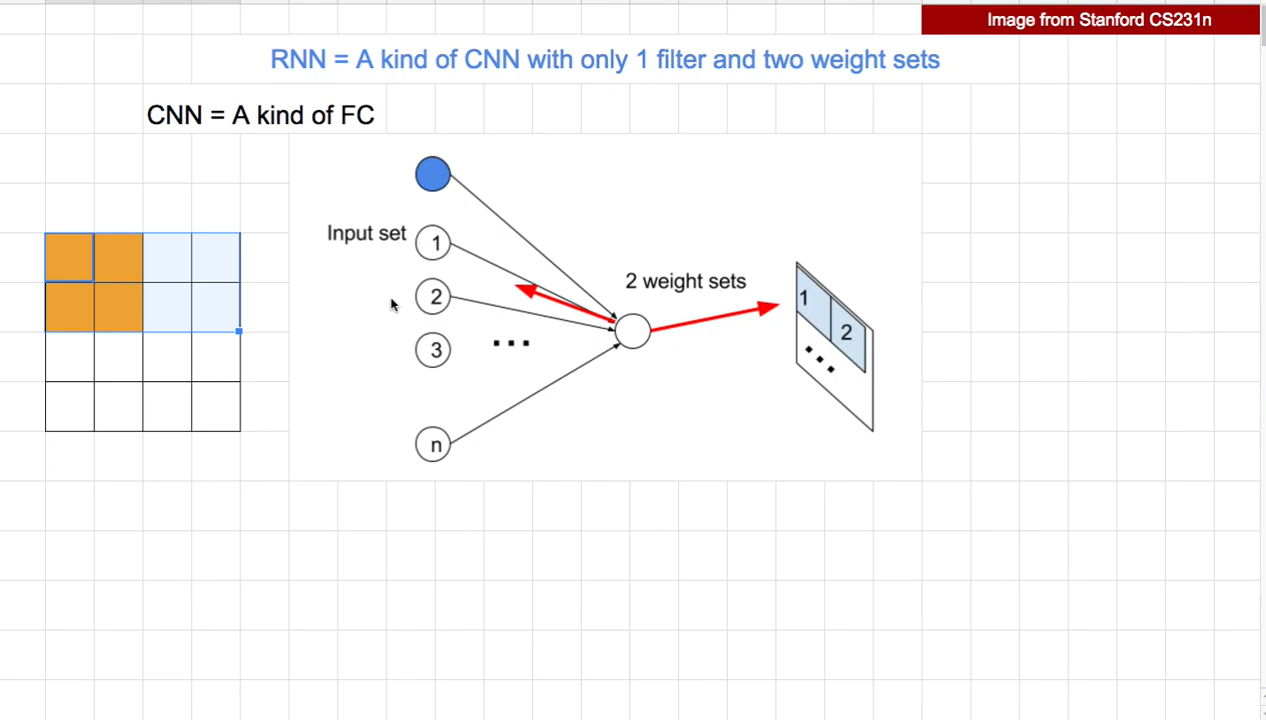 Image from Stanford CS231n
RNN = A kind of CNN with only 1 filter and two weight sets
CNN = A kind of FC
Input set
1
2
3
...
n
2 weight sets
1
2
...